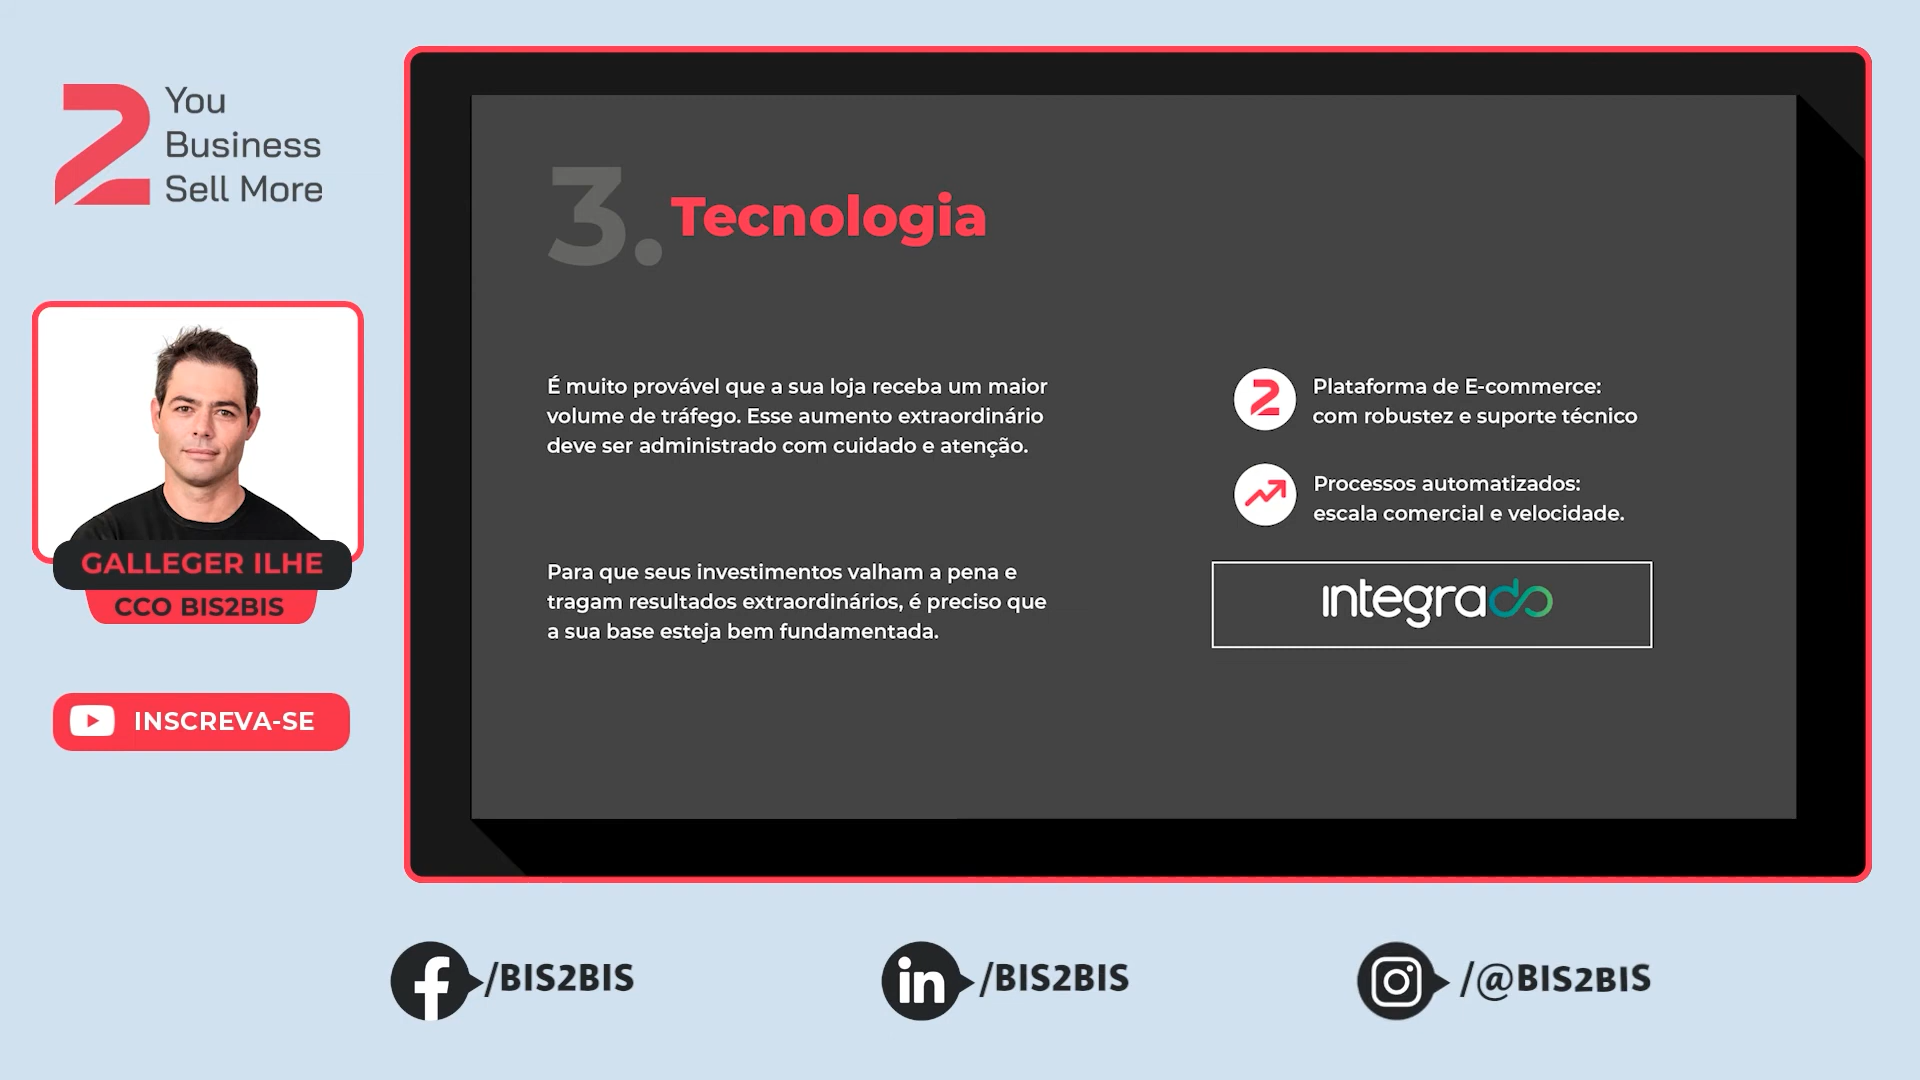 2 You
Business
Sell More
GALLEGER ILHE
CCO BIS2BIS
INSCREVA-SE
3. Tecnologia
É muito provável que a sua loja receba um maior
volume de tráfego. Esse aumento extraordinário
deve ser administrado com cuidado e atenção.
Para que seus investimentos valham a pena e
tragam resultados extraordinários, é preciso que
a sua base esteja bem fundamentada.
2 Plataforma de E-commerce:
com robustez e suporte técnico
Processos automatizados:
escala comercial e velocidade.
integrado
/BIS2BIS
in /BIS2BIS
/@BIS2BIS